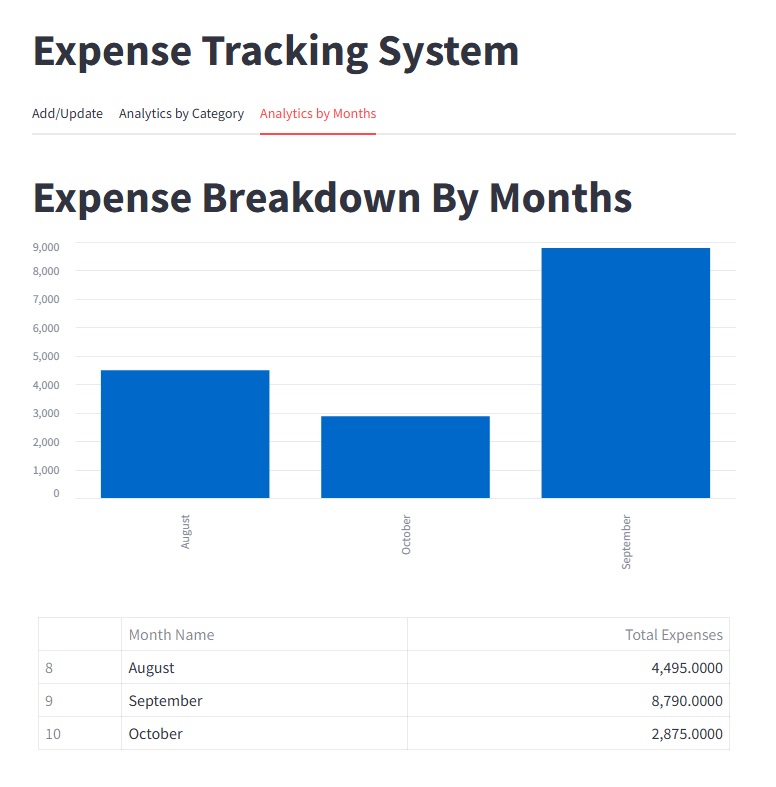 Expense Tracking System
Add/Update Analytics by Category Analytics by Months
Expense Breakdown By Months
9,000
8,000
7,000
6,000
5,000
4,000
3,000
2,000
1,000
0
August October September
Month Name Total Expenses
8 August 4,495.0000
9 September 8,790.0000
10 October 2,875.0000